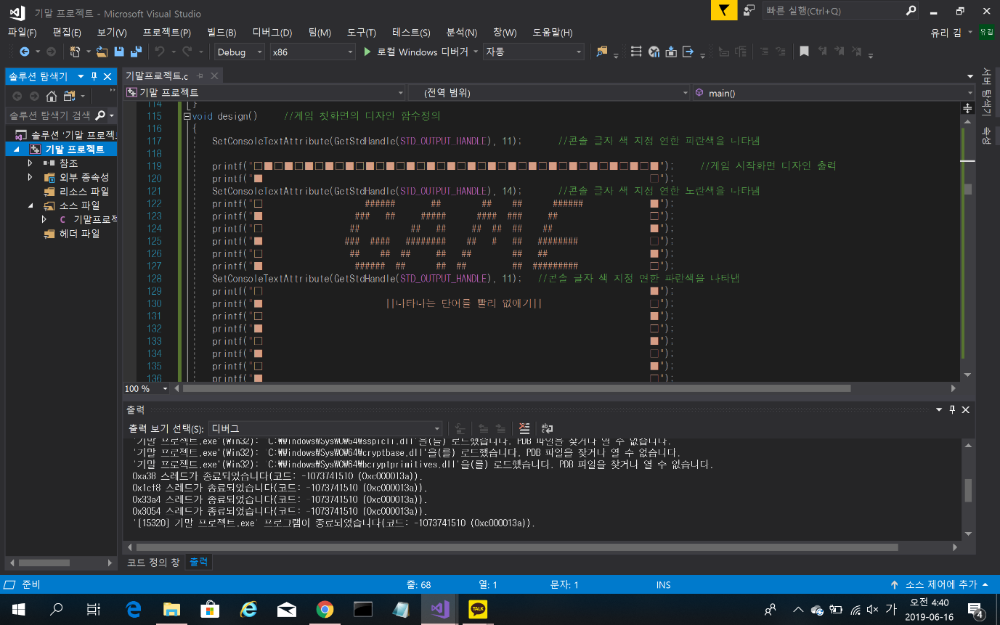 기말 프로젝트 - Microsoft Visual Studio
빠른 실행(Ctrl+Q)
파일(F) 편집(E) 보기(V) 프로젝트(P) 빌드(B) 디버그(D) 팀(M) 도구(T) 테스트(S) 분석(N) 창(W) 도움말(H)
유리 김 유김
Debug x86 로컬 Windows 디버거 자동
솔루션 탐색기
솔루션 탐색기 검색
솔루션 '기말 프로젝트
기말 프로젝트
참조
외부 종속성
리소스 파일
소스 파일
C 기말프로젝
헤더 파일
기말프로젝트.c
기말 프로젝트 (전역 범위) main()
114 }
115 void design() //게임 첫화면의 디자인 함수정의
116 {
117 SetConsoleTextAttribute(GetStdHandle(STD_OUTPUT_HANDLE), 11); //콘솔 글자 색 지정 연한 파란색을 나타냄
118
119 printf("□■□■□■□■□■□■□■□■□■□■□■□■□■□■□■□■□■□■□■□■"); //게임 시작화면 디자인 출력
120 printf("■ □");
121 SetConsoleTextAttribute(GetStdHandle(STD_OUTPUT_HANDLE), 14); //콘솔 글자 색 지정 연한 노란색을 나타냄
122 printf("□ ###### ## ## ## ###### ■");
123 printf("■ ### ## ##### #### ### ## □");
124 printf("□ ## ## ## ## ## ## ## ■");
125 printf("■ ### #### ######## ## # ## ######## □");
126 printf("□ ## ## ## ## ## ## ## ■");
127 printf("■ ###### ## ## ## ## ######### □");
128 SetConsoleTextAttribute(GetStdHandle(STD_OUTPUT_HANDLE), 11); //콘솔 글자 색 지정 연한 파란색을 나타냄
129 printf("□ ■");
130 printf("■ ||나타나는 단어를 빨리 없애기|| □");
131 printf("□ ■");
132 printf("■ □");
133 printf("□ ■");
134 printf("■ □");
135 printf("□ ■");
136 printf("■ □");
100 %
서버 탐색기
속성
출력
출력 보기 선택(S): 디버그
'기말 프로젝트.exe'(Win32): 'C:\Windows\SysWOW64\sspicli.dll'을(를) 로드했습니다. PDB 파일을 찾거나 열 수 없습니다.
'기말 프로젝트.exe'(Win32): 'C:\Windows\SysWOW64\cryptbase.dll'을(를) 로드했습니다. PDB 파일을 찾거나 열 수 없습니다.
'기말 프로젝트.exe'(Win32): 'C:\Windows\SysWOW64\bcryptprimitives.dll'을(를) 로드했습니다. PDB 파일을 찾거나 열 수 없습니다.
0xa38 스레드가 종료되었습니다(코드: -1073741510 (0xc000013a)).
0x1cf8 스레드가 종료되었습니다(코드: -1073741510 (0xc000013a)).
0x33a4 스레드가 종료되었습니다(코드: -1073741510 (0xc000013a)).
0x3054 스레드가 종료되었습니다(코드: -1073741510 (0xc000013a)).
'[15320] 기말 프로젝트.exe' 프로그램이 종료되었습니다(코드: -1073741510 (0xc000013a)).
코드 정의 창 출력
준비 줄: 68 열: 1 문자: 1 INS 소스 제어에 추가
TALK
가
오전 4:40
2019-06-16
4